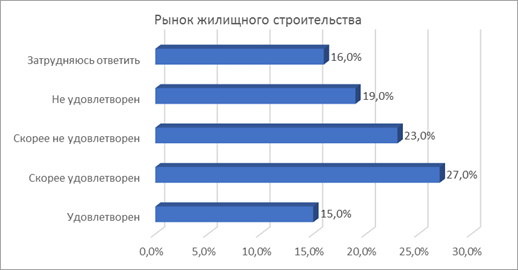 Рынок жилищного строительства
Затрудняюсь ответить 16,0%
Не удовлетворен 19,0%
Скорее не удовлетворен 23,0%
Скорее удовлетворен 27,0%
Удовлетворен 15,0%
0,0% 5,0% 10,0% 15,0% 20,0% 25,0% 30,0%